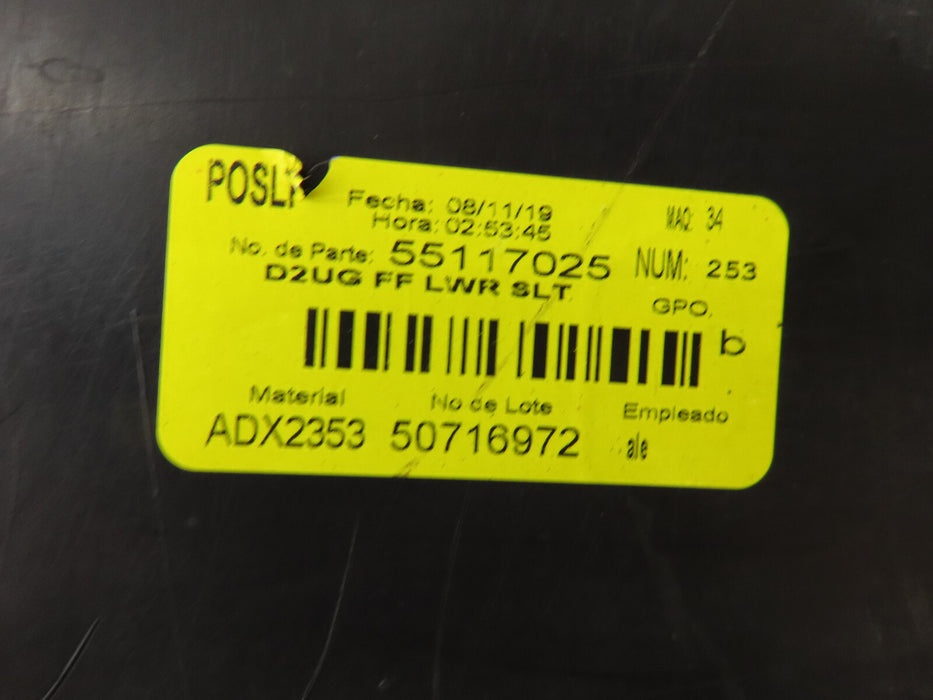 Fecha: 08/11/19
MAQ: 34
Hora: 02:53:45
No. de Parte: 55117025 NUM: 253
D2UG FF LWR SLT
GPO.
b
Material No de Lote Empleado
ADX2353 50716972 ale